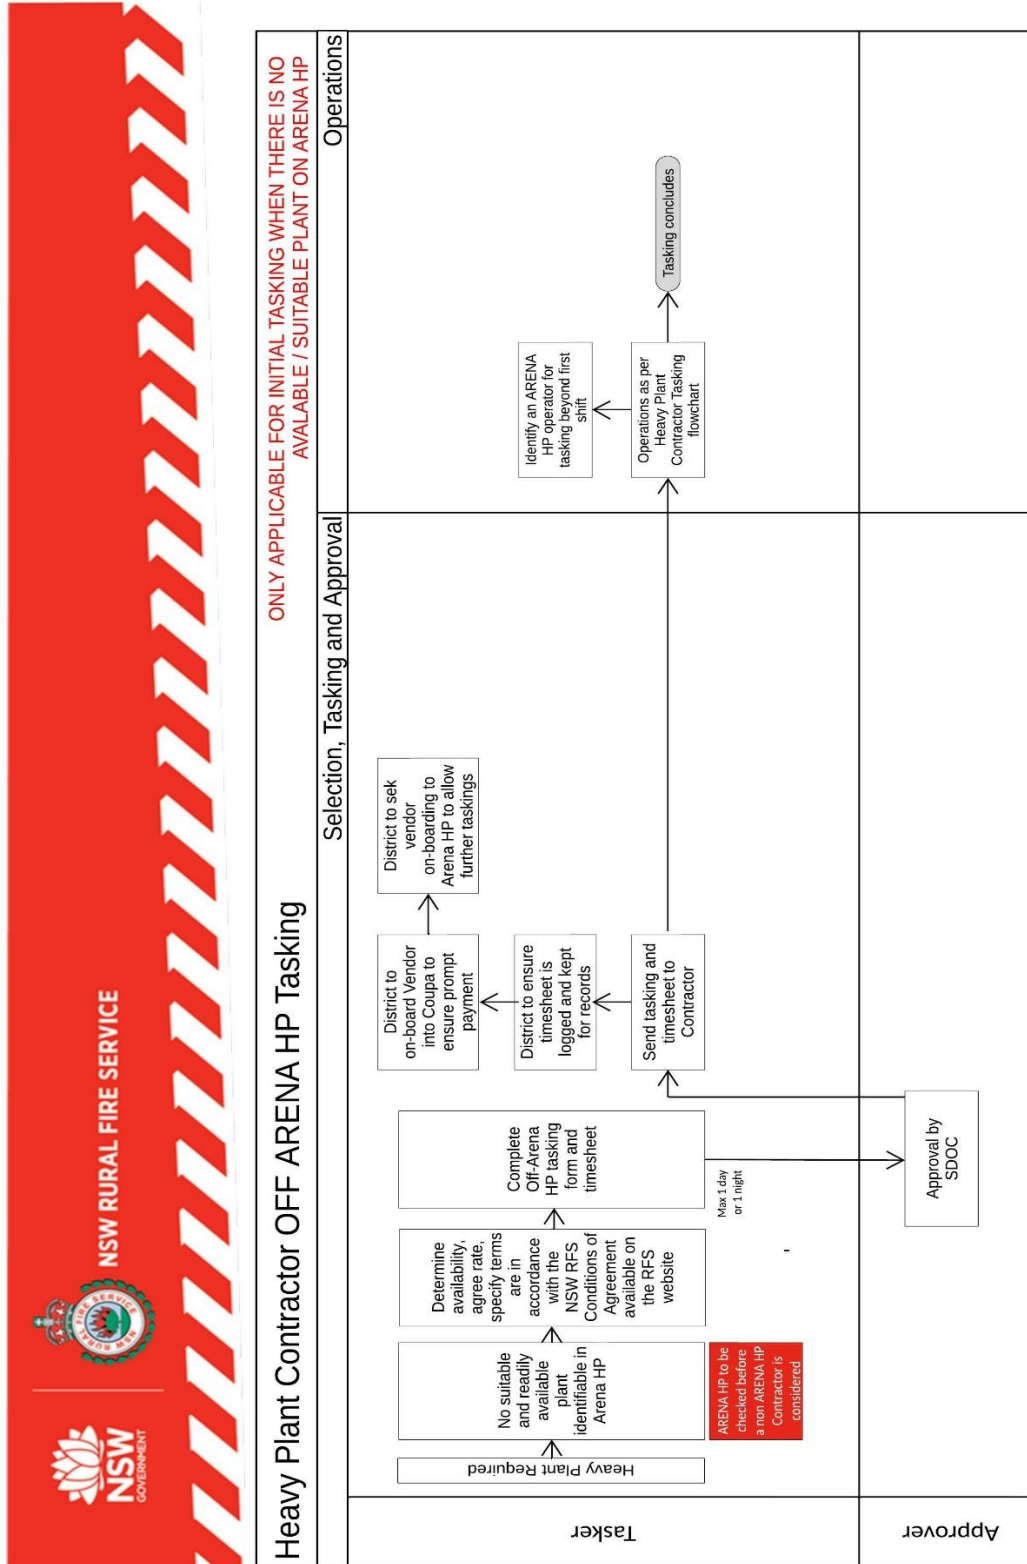 NSW
GOVERNMENT
NSW RURAL FIRE SERVICE
NSW RURAL FIRE SERVICE
Heavy Plant Contractor OFF ARENA HP Tasking
ONLY APPLICABLE FOR INITIAL TASKING WHEN THERE IS NO
AVALABLE / SUITABLE PLANT ON ARENA HP
Selection, Tasking and Approval
Operations
Tasker
Heavy Plant Required
No suitable
and readily
available
plant
identifiable in
Arena HP
ARENA HP to be
checked before
a non ARENA HP
Contractor is
considered
Determine
availability,
agree rate,
specify terms
are in
accordance
with the
NSW RFS
Conditions of
Agreement
available on
the RFS
website
Complete
Off-Arena
HP tasking
form and
timesheet
Max 1 day
or 1 night
District to
on-board Vendor
into Coupa to
ensure prompt
payment
District to sek
vendor
on-boarding to
Arena HP to allow
further taskings
District to ensure
timesheet is
logged and kept
for records
Send tasking and
timesheet to
Contractor
Identify an ARENA
HP operator for
tasking beyond first
shift
Operations as per
Heavy Plant
Contractor Tasking
flowchart
Tasking concludes
Approver
Approval by
SDOC